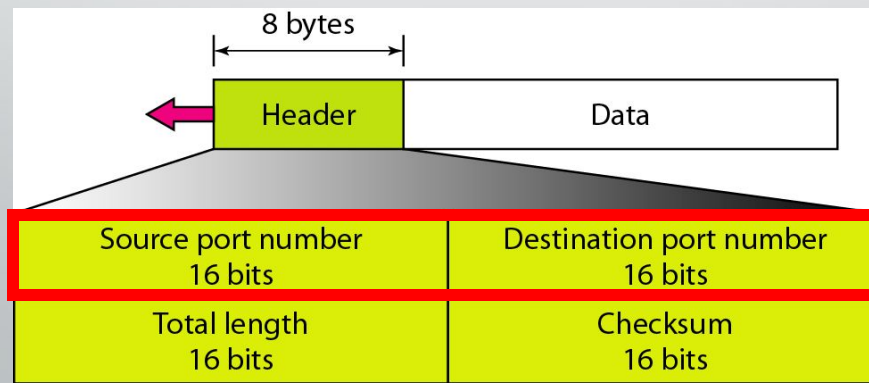 8 bytes
Header
Data
Source port number
16 bits
Destination port number
16 bits
Total length
16 bits
Checksum
16 bits